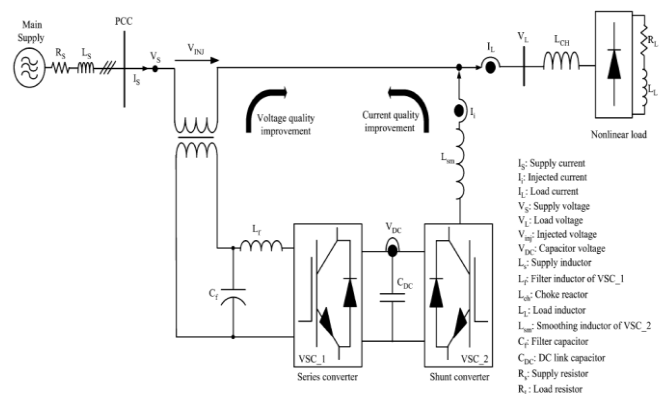 Main
Supply
PCC
R_S
L_S
V_S
I_S
V_INJ
I_L
V_L
L_CH
R_L
L_L
Nonlinear load
Voltage quality
improvement
Current quality
improvement
I_i
L_sm
L_f
C_f
V_DC
C_DC
VSC_1
VSC_2
Series converter
Shunt converter
I_S: Supply current
I_i: Injected current
I_L: Load current
V_S: Supply voltage
V_L: Load voltage
V_inj: Injected voltage
V_DC: Capacitor voltage
L_s: Supply inductor
L_f: Filter inductor of VSC_1
L_ch: Choke reactor
L_L: Load inductor
L_sm: Smoothing inductor of VSC_2
C_f: Filter capacitor
C_DC: DC link capacitor
R_s: Supply resistor
R_s: Load resistor